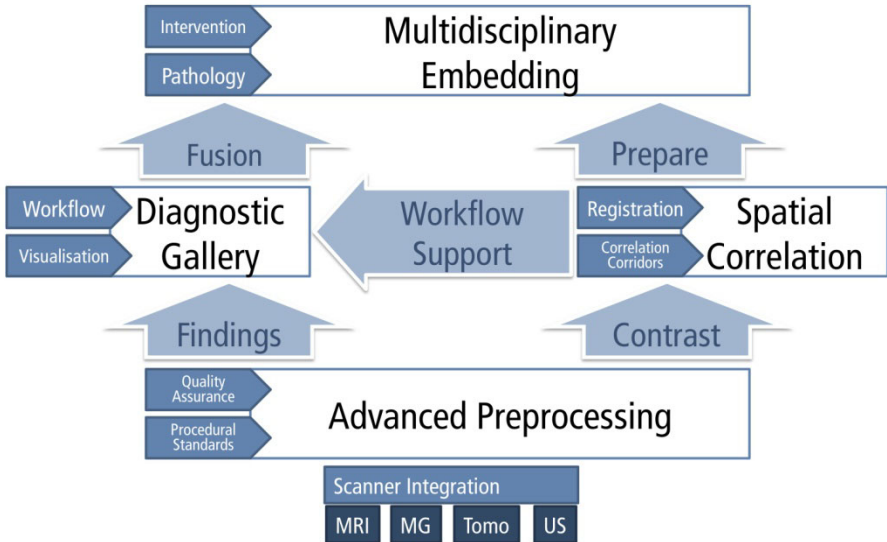 Intervention
Pathology
Multidisciplinary
Embedding
Fusion
Prepare
Workflow
Visualisation
Diagnostic
Gallery
Workflow
Support
Registration
Correlation
Corridors
Spatial
Correlation
Findings
Contrast
Quality
Assurance
Procedural
Standards
Advanced Preprocessing
Scanner Integration
MRI MG Tomo US